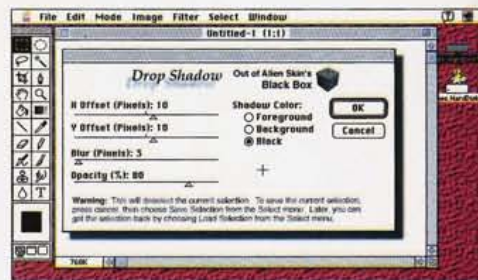 File Edit Mode Image Filter Select Window
Untitled-1 (1:1)
Drop Shadow
Out of Alien Skin's
Black Box
X Offset (Pixels): 10
Y Offset (Pixels): 10
Blur (Pixels): 5
Opacity (%): 80
Shadow Color:
Foreground
Background
Black
OK
Cancel
Warning: This will deselect the current selection. To save the current selection,
press cancel, then choose Save Selection from the Select menu. Later, you can
get the selection back by choosing Load Selection from the Select menu.
T
760K